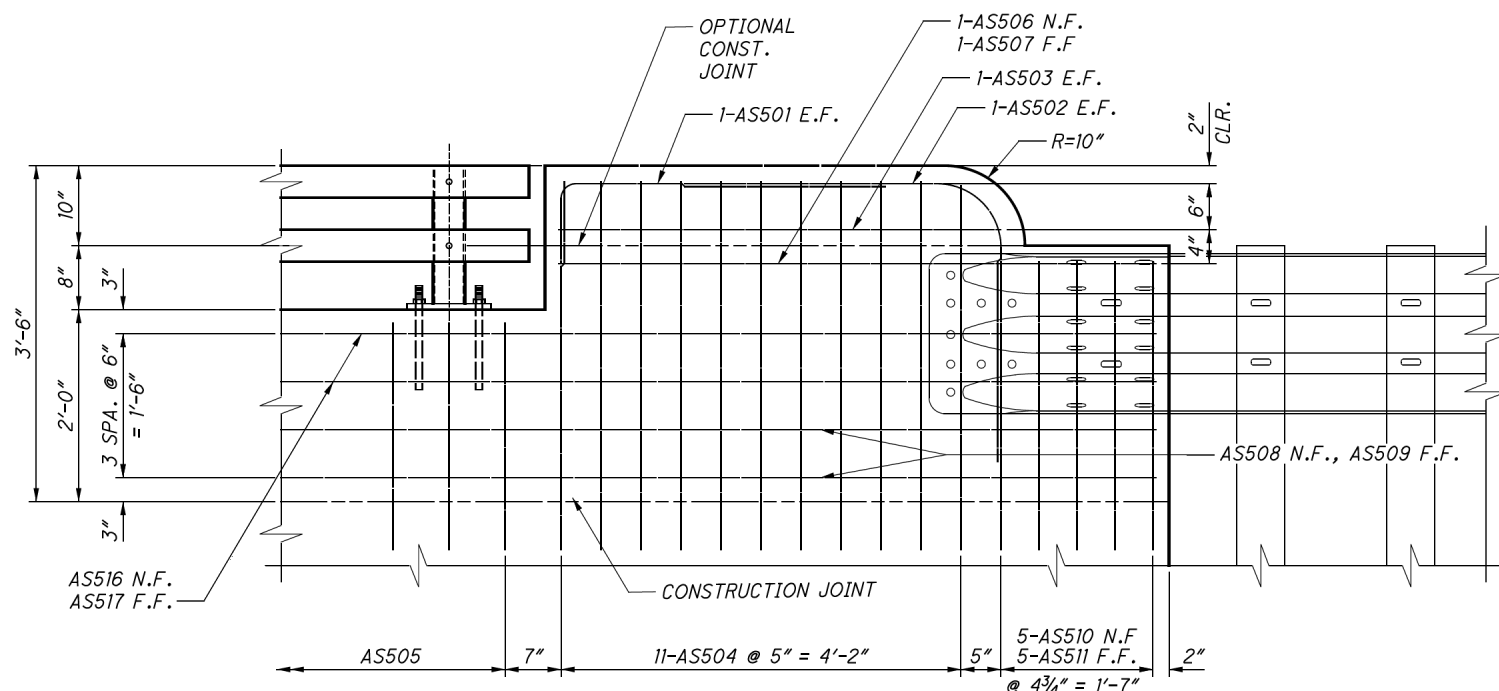 OPTIONAL
CONST.
JOINT
1-AS506 N.F.
1-AS507 F.F
1-AS503 E.F.
1-AS502 E.F.
1-AS501 E.F.
R=10"
2"
CLR.
6"
4"
3'-6"
10"
8"
3"
2'-0"
3 SPA. @ 6"
= 1'-6"
3"
AS508 N.F., AS509 F.F.
AS516 N.F.
AS517 F.F.
CONSTRUCTION JOINT
AS505
7"
11-AS504 @ 5" = 4'-2"
5"
5-AS510 N.F
5-AS511 F.F.
@ 4¾" = 1'-7"
2"